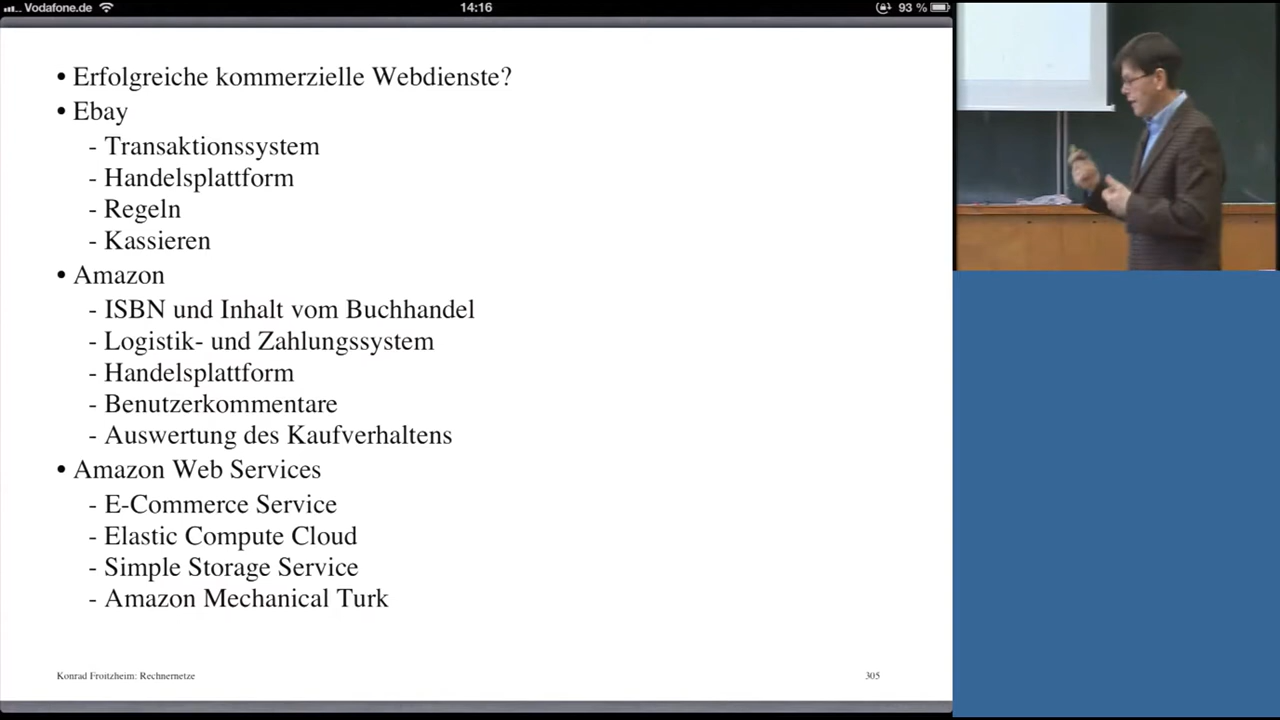 Vodafone.de
14:16
93 %
• Erfolgreiche kommerzielle Webdienste?
• Ebay
- Transaktionssystem
- Handelsplattform
- Regeln
- Kassieren
• Amazon
- ISBN und Inhalt vom Buchhandel
- Logistik- und Zahlungssystem
- Handelsplattform
- Benutzerkommentare
- Auswertung des Kaufverhaltens
• Amazon Web Services
- E-Commerce Service
- Elastic Compute Cloud
- Simple Storage Service
- Amazon Mechanical Turk
Konrad Froitzheim: Rechnernetze
305